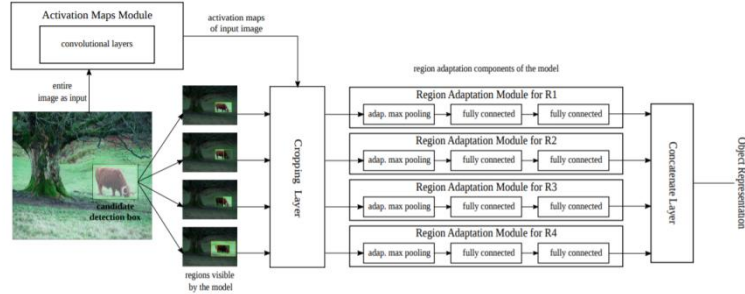 Activation Maps Module
convolutional layers
activation maps
of input image
entire
image as input
candidate
detection box
regions visible
by the model
Cropping Layer
region adaptation components of the model
Region Adaptation Module for R1
adap. max pooling
fully connected
fully connected
Region Adaptation Module for R2
adap. max pooling
fully connected
fully connected
Region Adaptation Module for R3
adap. max pooling
fully connected
fully connected
Region Adaptation Module for R4
adap. max pooling
fully connected
fully connected
Concatenate Layer
Object Representation